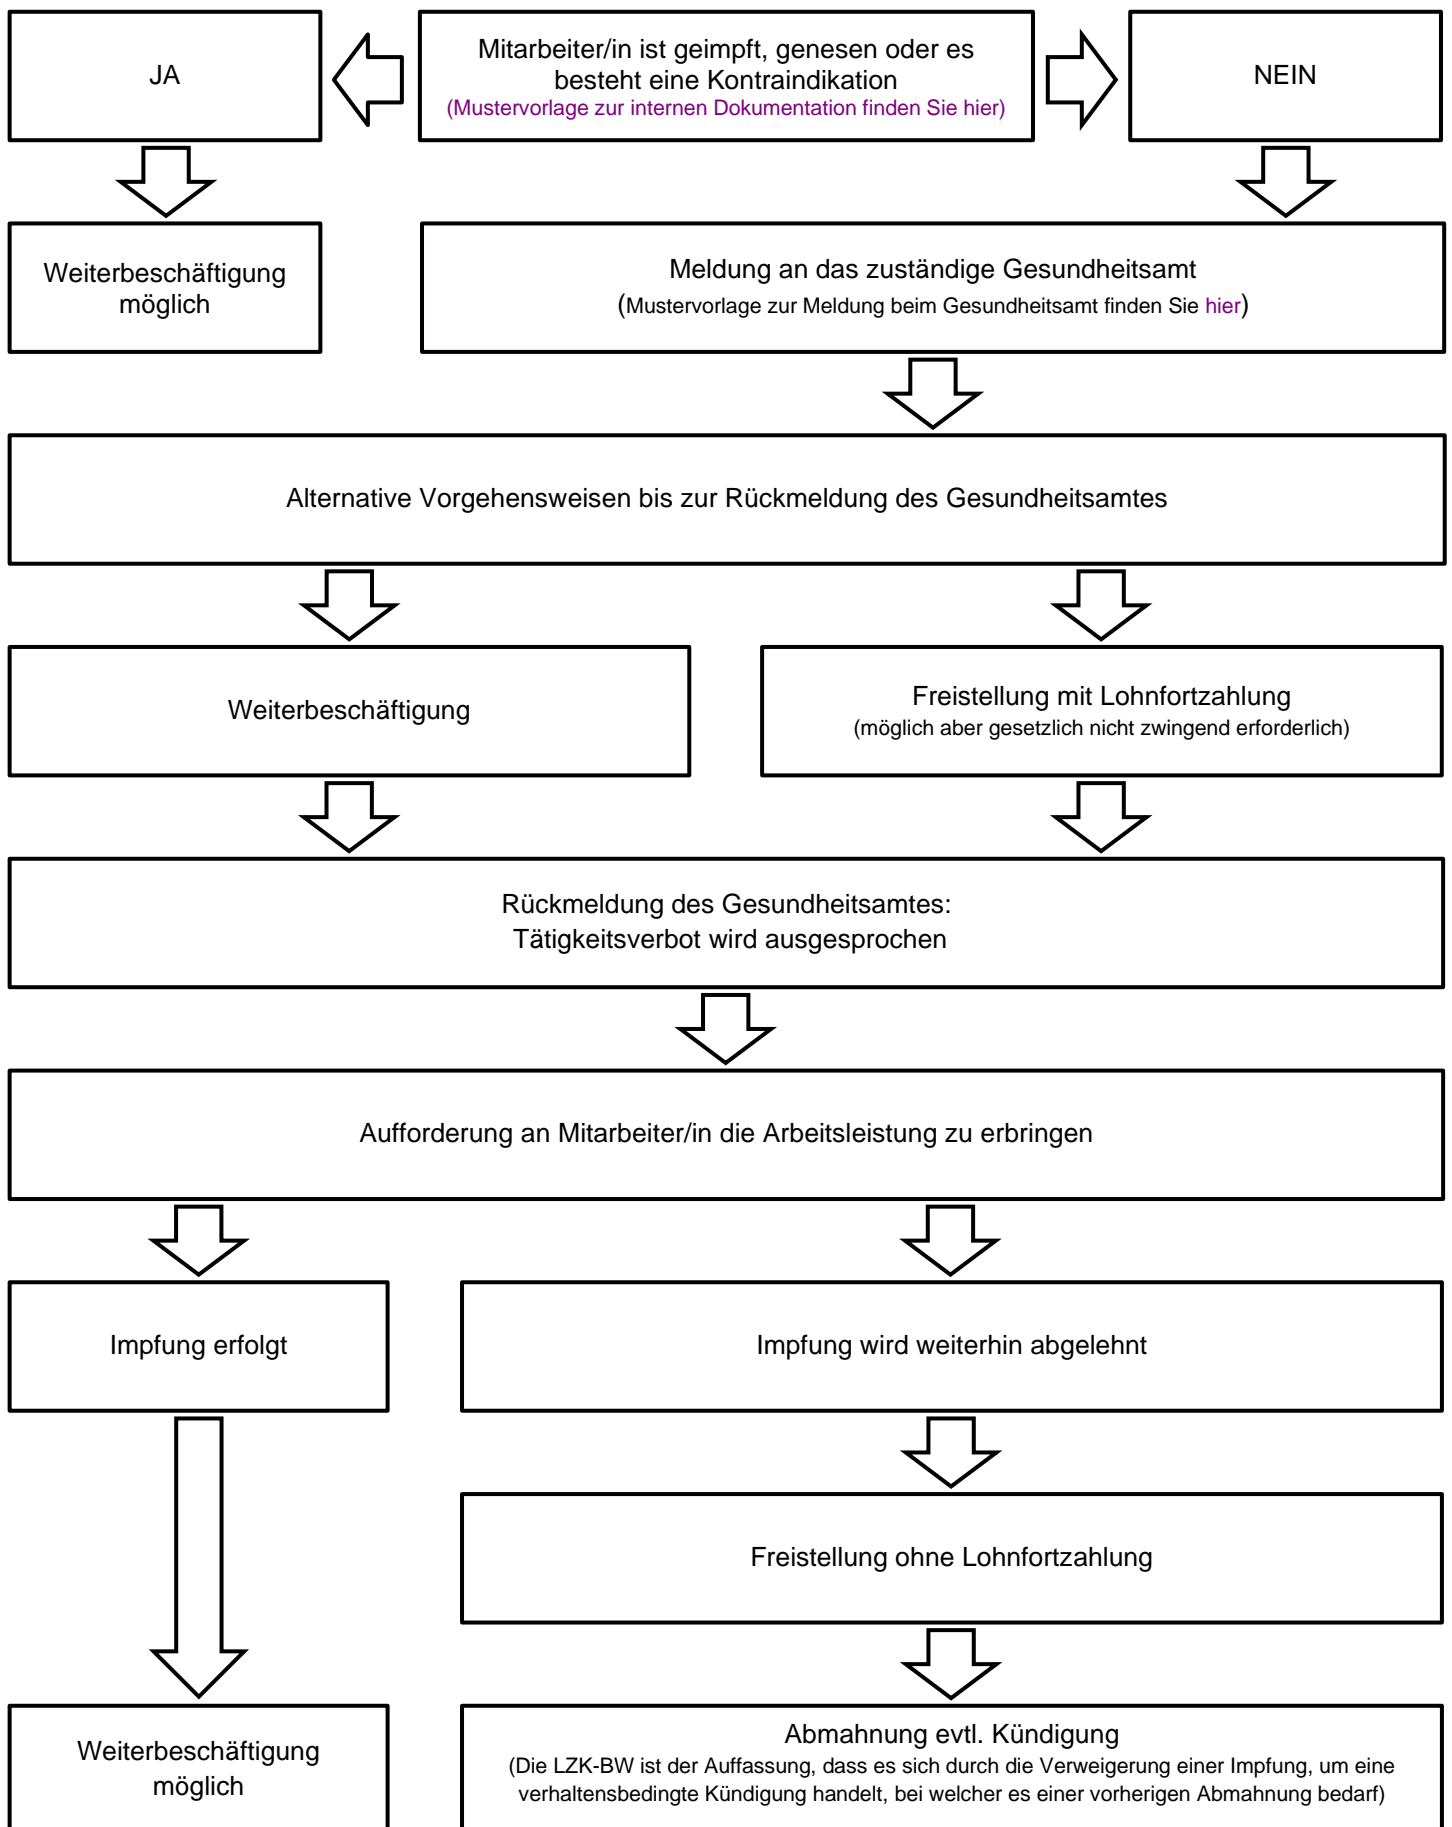 JA
Mitarbeiter/in ist geimpft, genesen oder es
besteht eine Kontraindikation
(Mustervorlage zur internen Dokumentation finden Sie hier)
NEIN
Weiterbeschäftigung
möglich
Meldung an das zuständige Gesundheitsamt
(Mustervorlage zur Meldung beim Gesundheitsamt finden Sie hier)
Alternative Vorgehensweisen bis zur Rückmeldung des Gesundheitsamtes
Weiterbeschäftigung
Freistellung mit Lohnfortzahlung
(möglich aber gesetzlich nicht zwingend erforderlich)
Rückmeldung des Gesundheitsamtes:
Tätigkeitsverbot wird ausgesprochen
Aufforderung an Mitarbeiter/in die Arbeitsleistung zu erbringen
Impfung erfolgt
Impfung wird weiterhin abgelehnt
Freistellung ohne Lohnfortzahlung
Weiterbeschäftigung
möglich
Abmahnung evtl. Kündigung
(Die LZK-BW ist der Auffassung, dass es sich durch die Verweigerung einer Impfung, um eine
verhaltensbedingte Kündigung handelt, bei welcher es einer vorherigen Abmahnung bedarf)